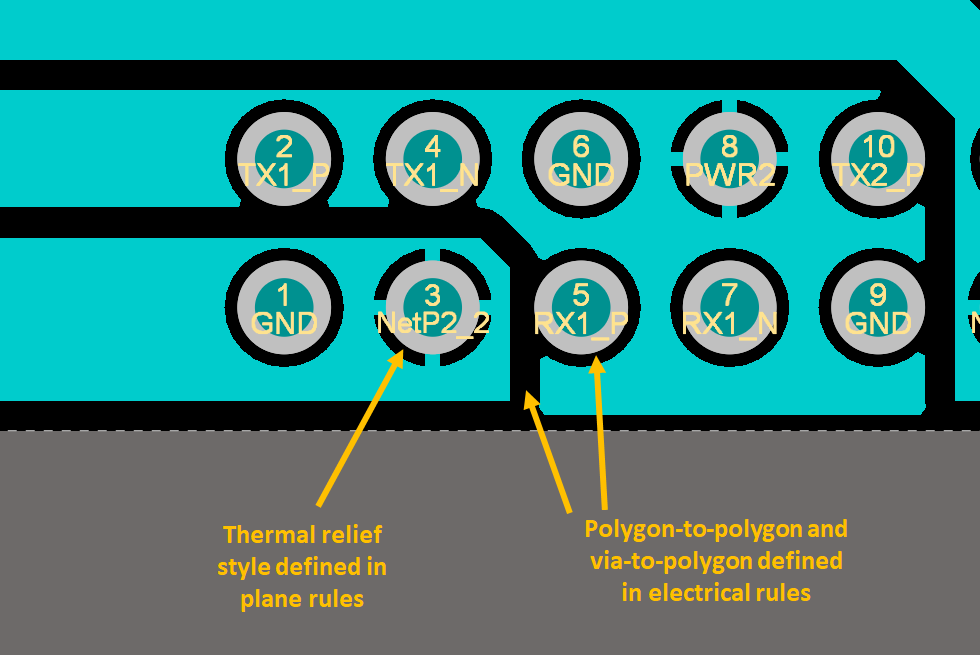 2 4 6 8 10
TX1_P TX1_N GND PWR2 TX2_P
1 3 5 7 9
GND NetP2_2 RX1_P RX1_N GND N
Thermal relief
style defined in
plane rules
Polygon-to-polygon and
via-to-polygon defined
in electrical rules